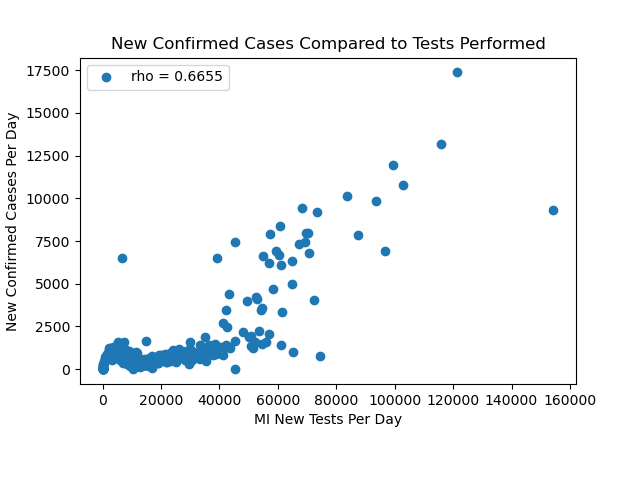 New Confirmed Cases Compared to Tests Performed
rho = 0.6655
17500
15000
12500
10000
7500
5000
2500
0
New Confirmed Caeses Per Day
0 20000 40000 60000 80000 100000 120000 140000 160000
MI New Tests Per Day